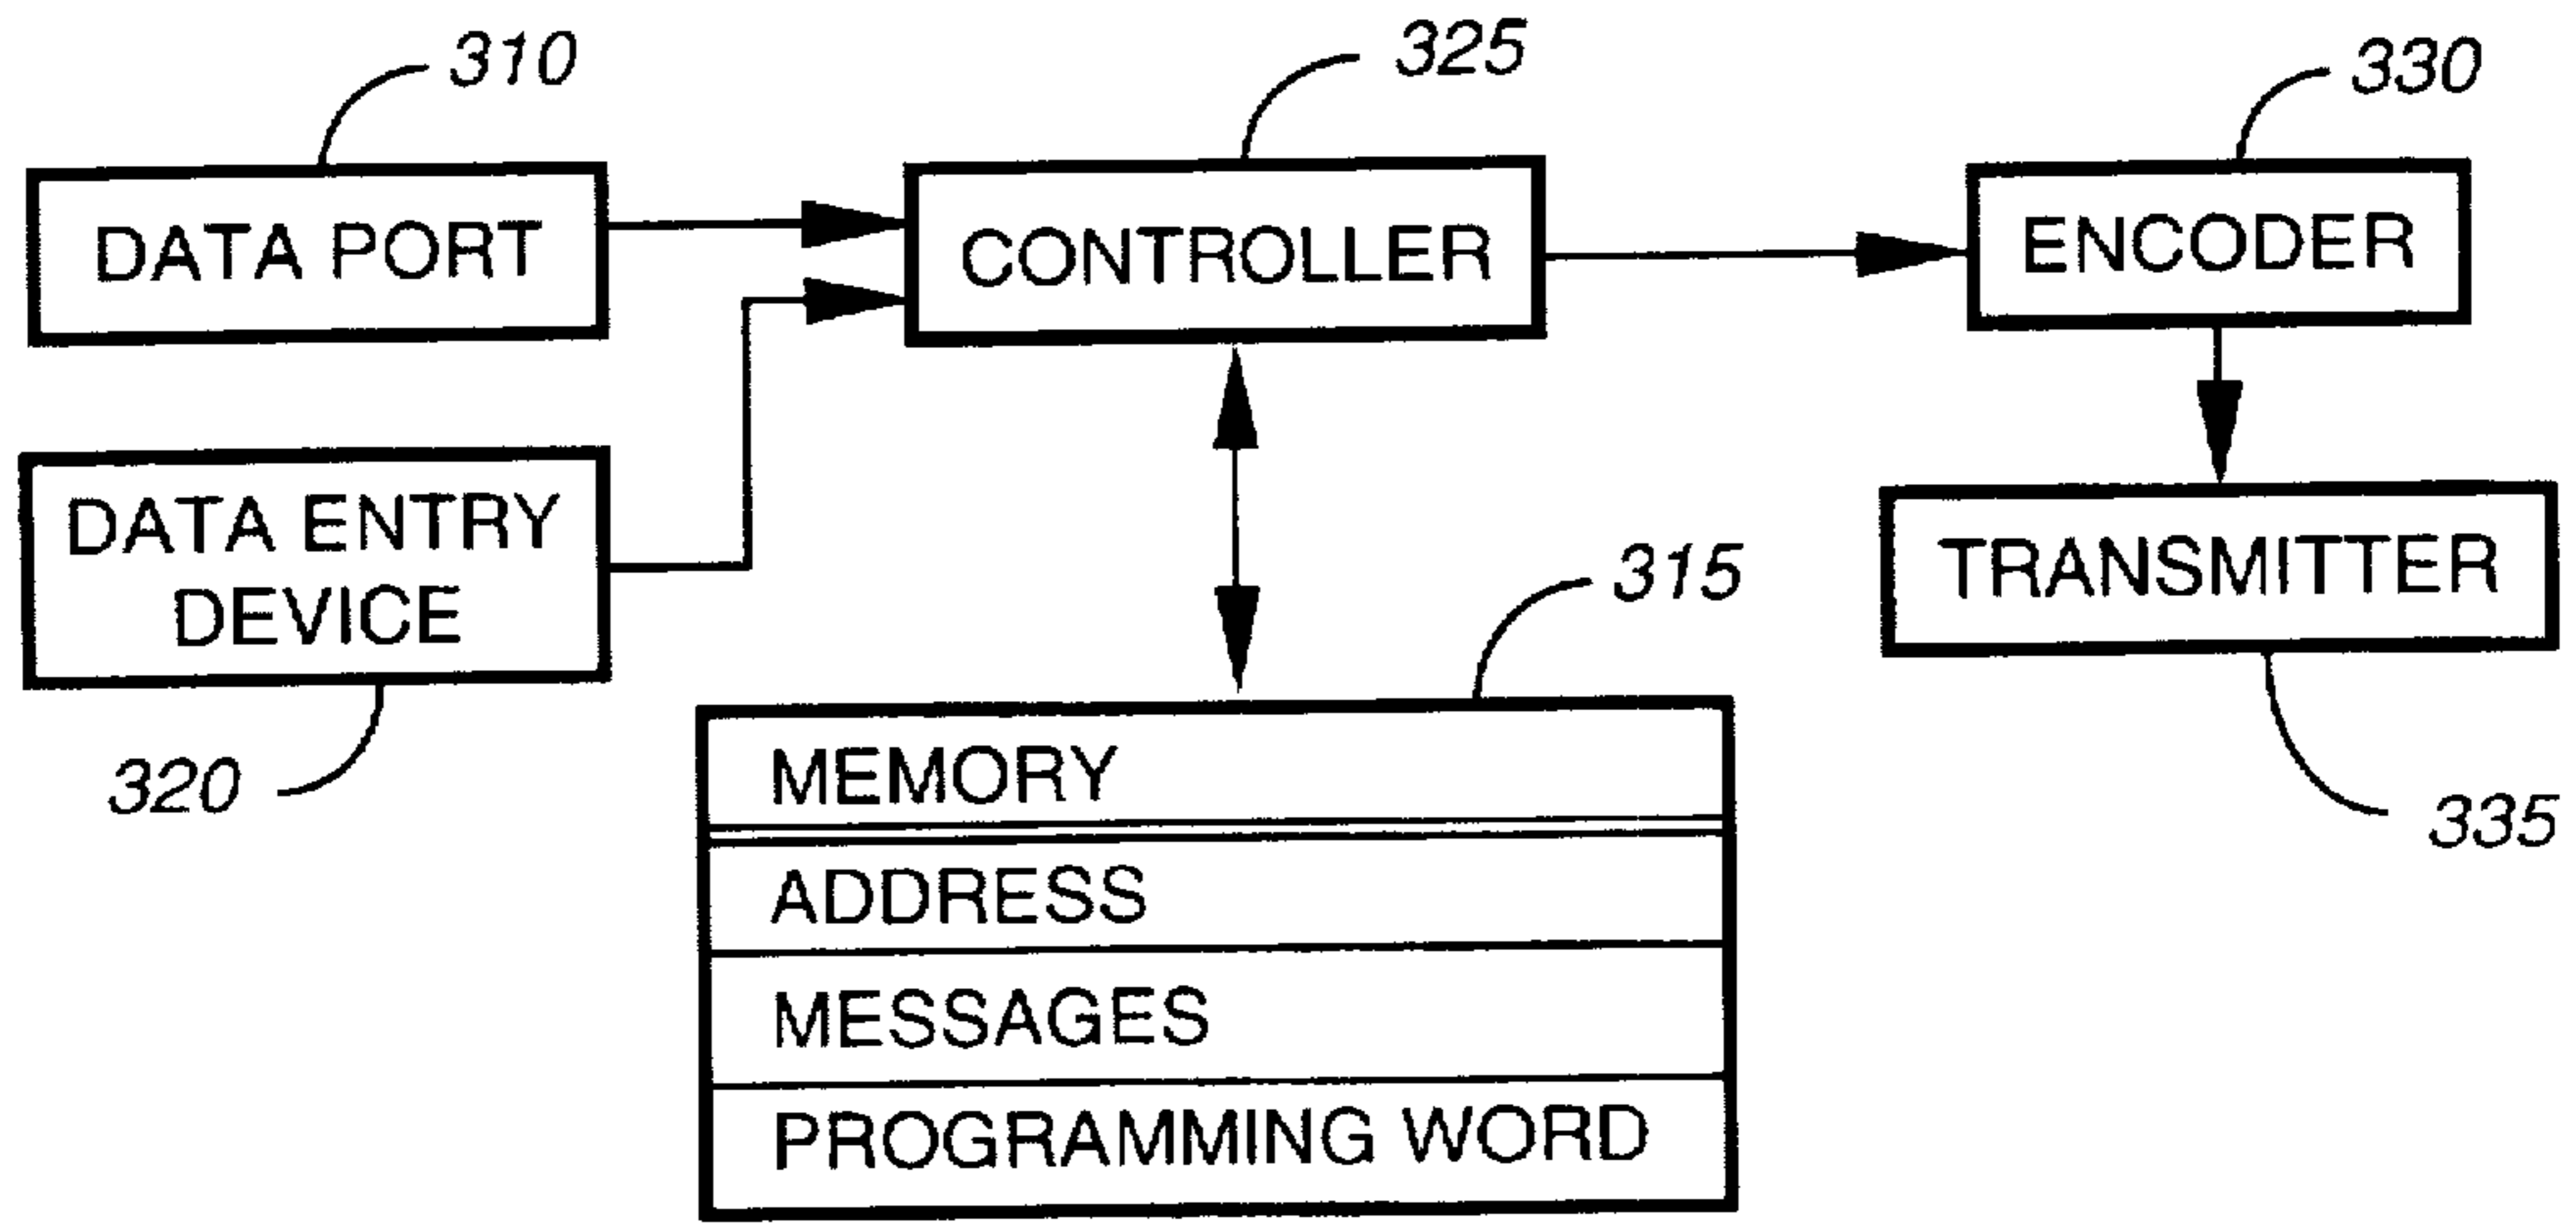 310
325
330
DATA PORT
CONTROLLER
ENCODER
DATA ENTRY
DEVICE
TRANSMITTER
315
320
335
MEMORY
ADDRESS
MESSAGES
PROGRAMMING WORD